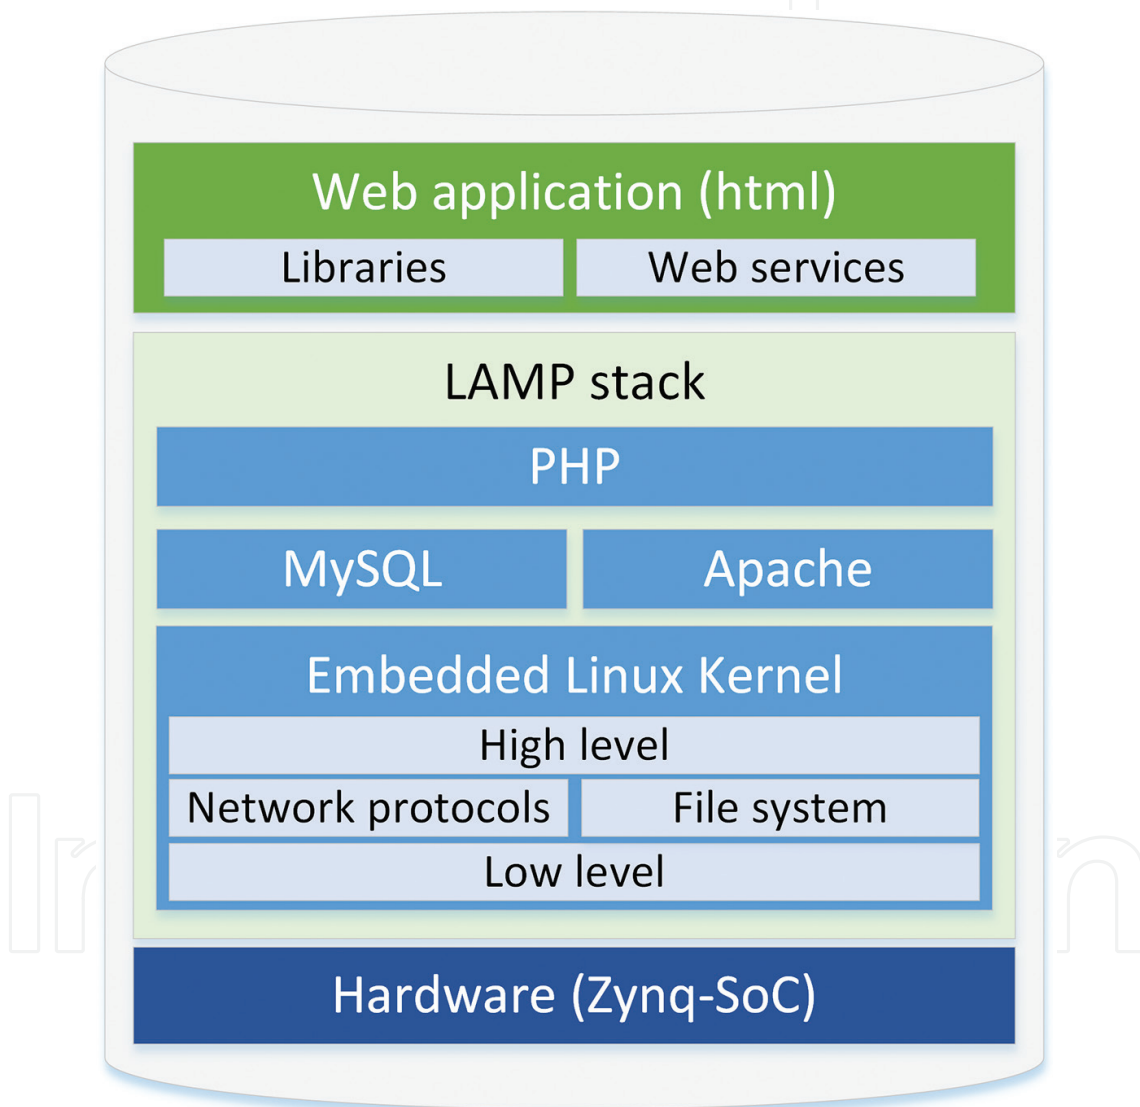 Web application (html)
Libraries
Web services
LAMP stack
PHP
MySQL
Apache
Embedded Linux Kernel
High level
Network protocols
File system
Low level
Hardware (Zynq-SoC)